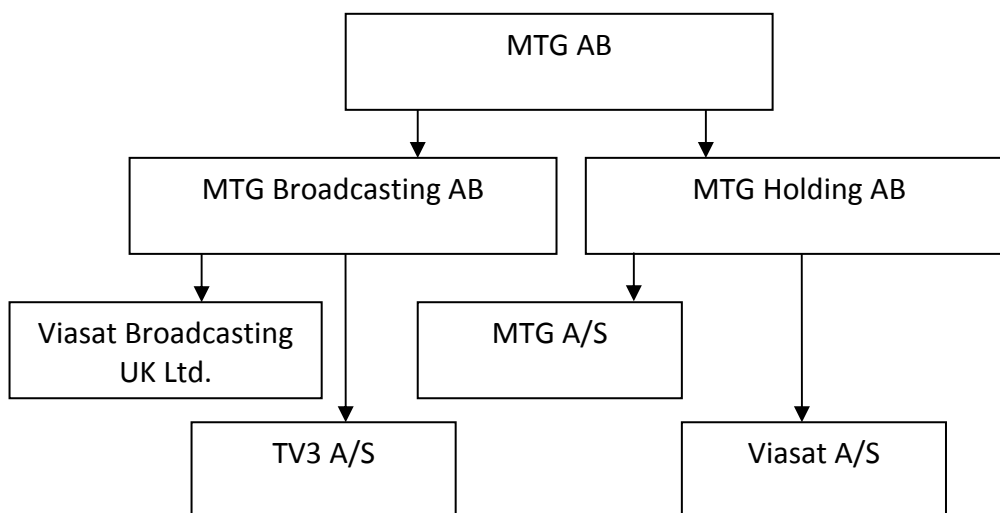 MTG AB
MTG Broadcasting AB
MTG Holding AB
Viasat Broadcasting
UK Ltd.
MTG A/S
TV3 A/S
Viasat A/S